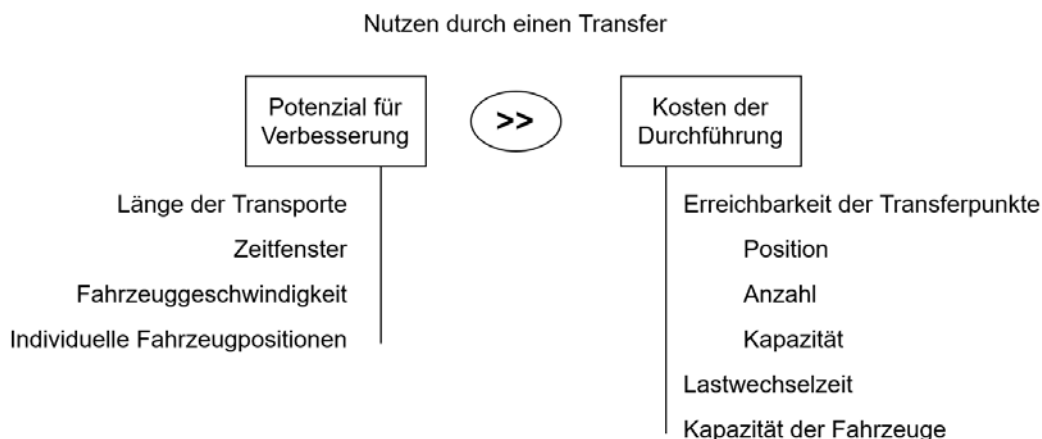 Nutzen durch einen Transfer
Potenzial für
Verbesserung
>>
Kosten der
Durchführung
Länge der Transporte
Zeitfenster
Fahrzeuggeschwindigkeit
Individuelle Fahrzeugpositionen
Erreichbarkeit der Transferpunkte
Position
Anzahl
Kapazität
Lastwechselzeit
Kapazität der Fahrzeuge